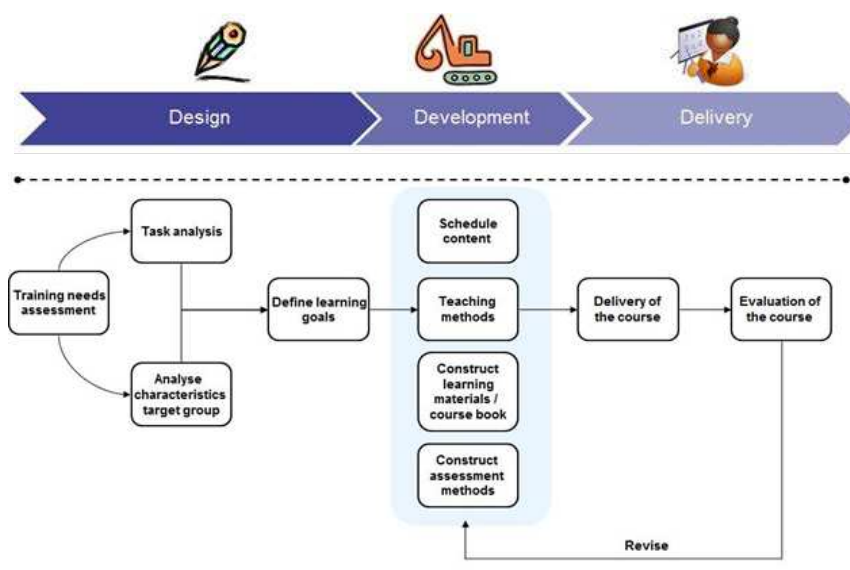 Design
Development
Delivery
Task analysis
Schedule
content
Training needs
assessment
Define learning
goals
Teaching
methods
Delivery of
the course
Evaluation of
the course
Analyse
characteristics
target group
Construct
learning
materials /
course book
Construct
assessment
methods
Revise